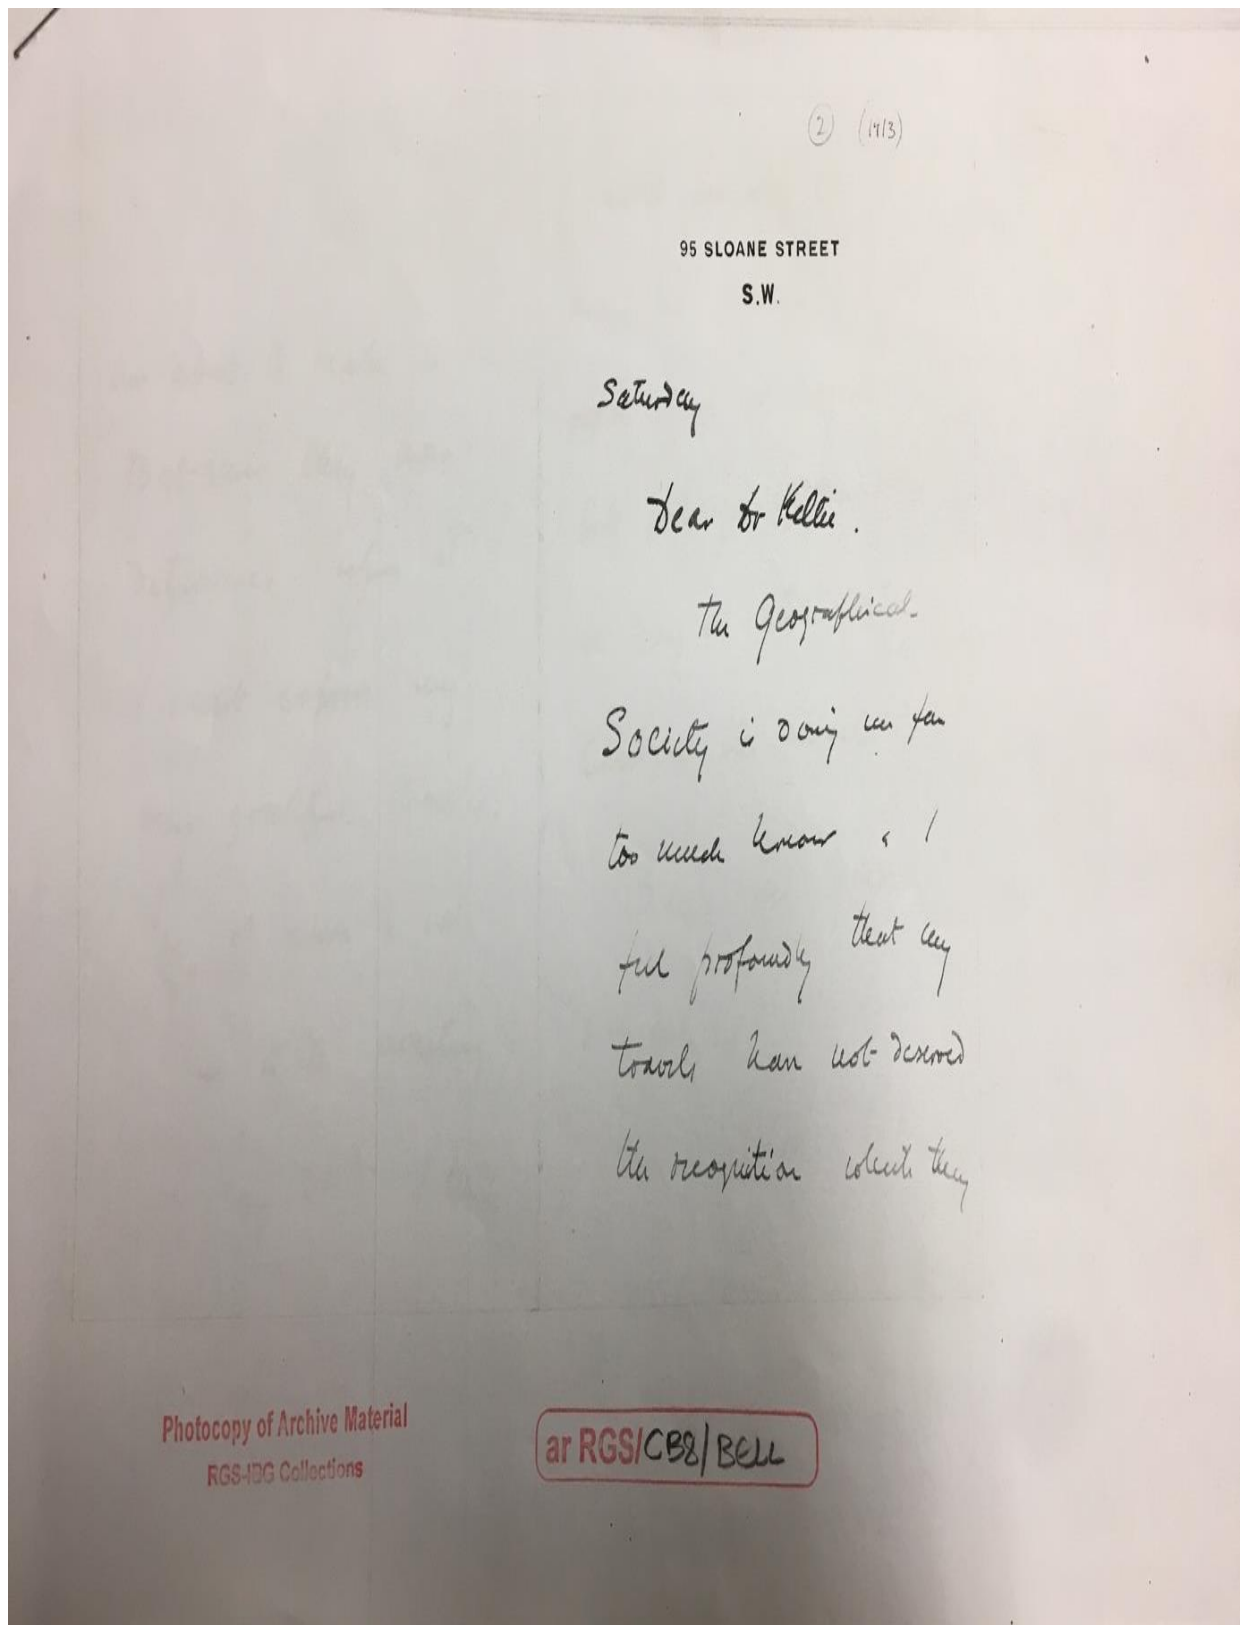 2 (1913)
95 SLOANE STREET
S.W.
Saturday
Dear Dr Keltie.
The Geographical
Society is doing me far
too much honour & I
feel profoundly that my
travels have not deserved
the recognition which they
Photocopy of Archive Material
RGS-IBG Collections
ar RGS/CB8/BELL